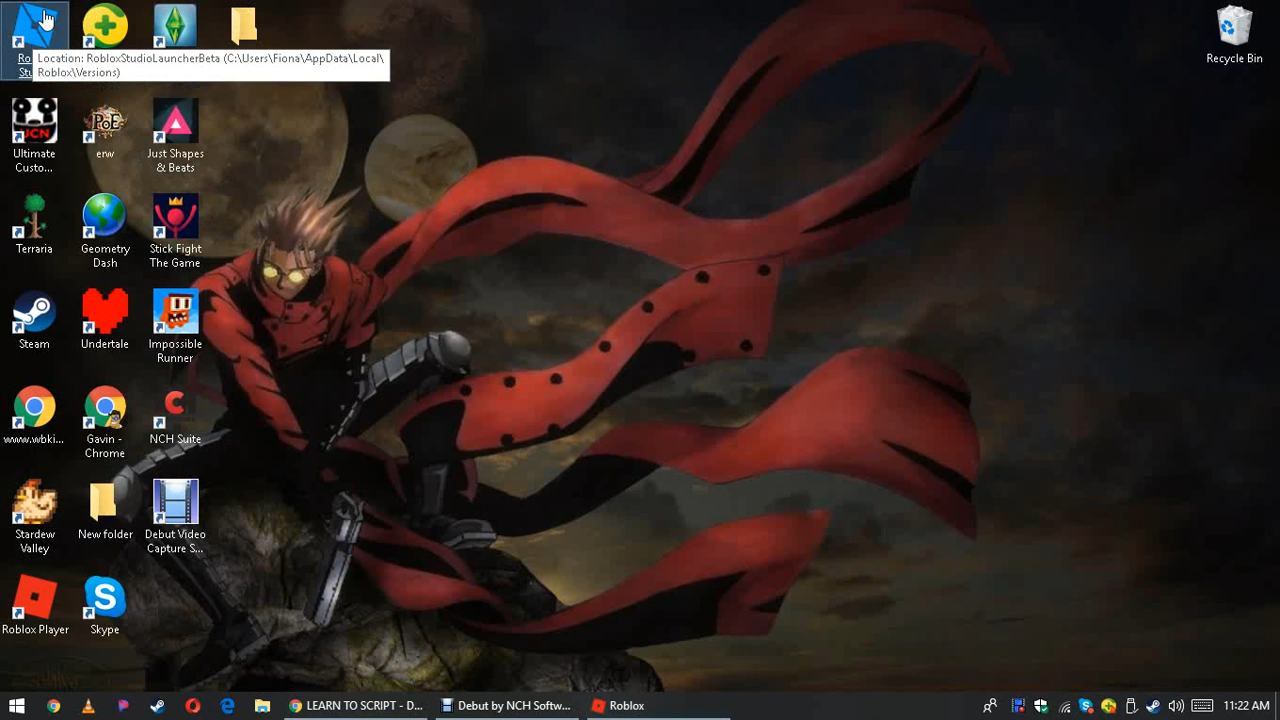 Ro
Stu
Location: RobloxStudioLauncherBeta (C:\Users\Fiona\AppData\Local\
Roblox\Versions)
Recycle Bin
UCN
Ultimate
Custo...
PoE
erw
Just Shapes
& Beats
Terraria
Geometry
Dash
Stick Fight
The Game
Steam
Undertale
Impossible
Runner
www.wbki...
Gavin -
Chrome
NCH Suite
Stardew
Valley
New folder
Debut Video
Capture S...
Roblox Player
Skype
LEARN TO SCRIPT - D...
Debut by NCH Softw...
Roblox
11:22 AM